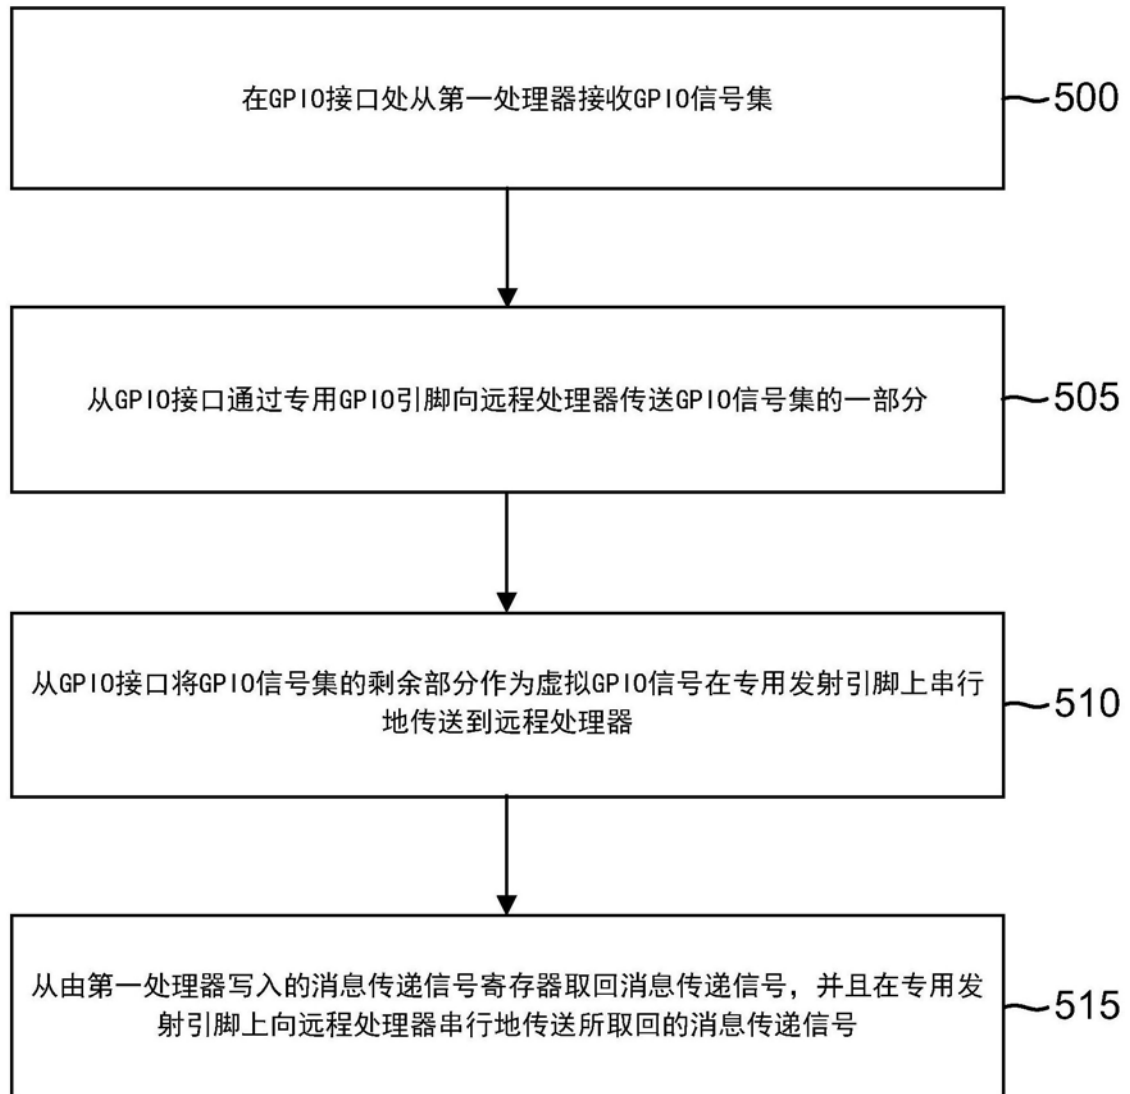 在GPIO接口处从第一处理器接收GPIO信号集
500
从GPIO接口通过专用GPIO引脚向远程处理器传送GPIO信号集的一部分
505
从GPIO接口将GPIO信号集的剩余部分作为虚拟GPIO信号在专用发射引脚上串行
地传送到远程处理器
510
从由第一处理器写入的消息传递信号寄存器取回消息传递信号，并且在专用发
射引脚上向远程处理器串行地传送所取回的消息传递信号
515